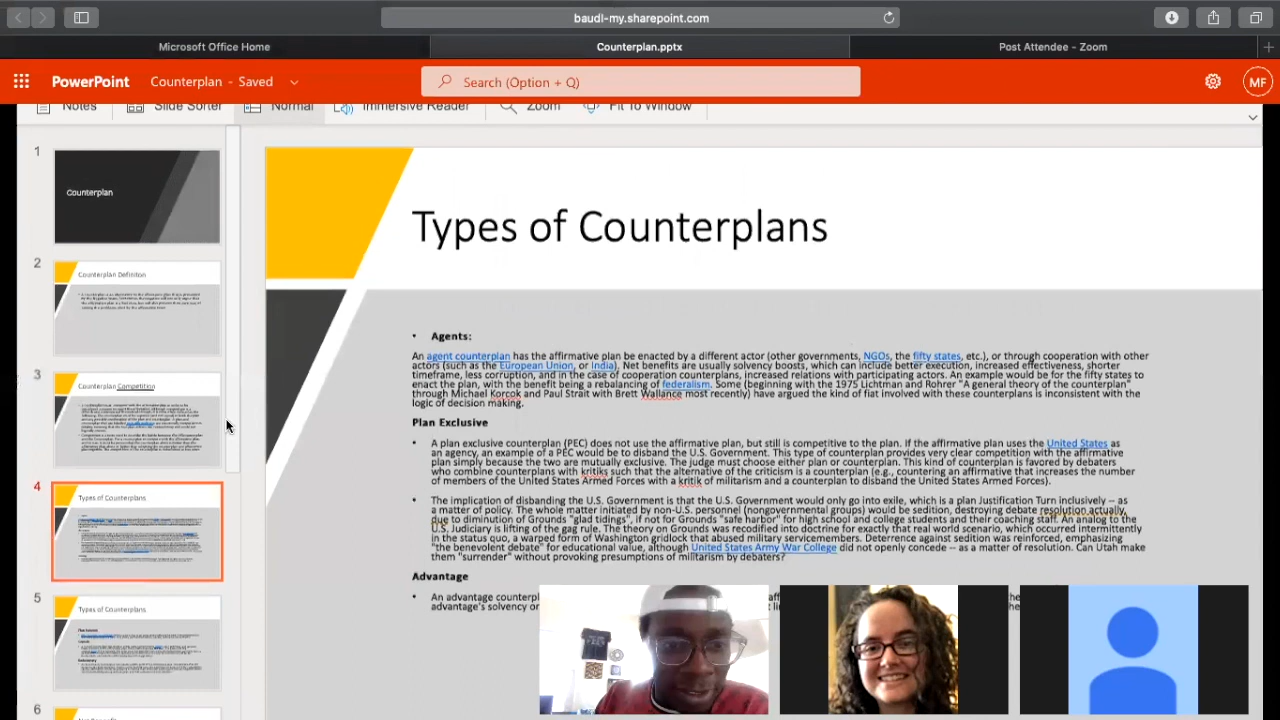 baudl-my.sharepoint.com
Microsoft Office Home
Counterplan.pptx
Post Attendee - Zoom
PowerPoint
Counterplan - Saved
Search (Option + Q)
MF
Notes
Slide Sorter
Normal
Immersive Reader
Zoom
Fit To Window
1
Counterplan
2
Counterplan Definition
3
Counterplan Competition
4
Types of Counterplans
5
Types of Counterplans
6
Types of Counterplans
• Agents:
An agent counterplan has the affirmative plan be enacted by a different actor (other governments, NGOs, the fifty states, etc.), or through cooperation with other
actors (such as the European Union, or India). Net benefits are usually solvency boosts, which can include better execution, increased effectiveness, shorter
timeframe, less corruption, and in the case of cooperation counterplans, increased relations with participating actors. An example would be for the fifty states to
enact the plan, with the benefit being a rebalancing of federalism. Some (beginning with the 1975 Lichtman and Rohrer "A general theory of the counterplan"
through Michael Korcok and Paul Strait with Brett Wallance most recently) have argued the kind of fiat involved with these counterplans is inconsistent with the
logic of decision making.
Plan Exclusive
• A plan exclusive counterplan (PEC) does not use the affirmative plan, but still is competitive to the plan. If the affirmative plan uses the United States as
an agency, an example of a PEC would be to disband the U.S. Government. This type of counterplan provides very clear competition with the affirmative
plan simply because the two are mutually exclusive. The judge must choose either plan or counterplan. This kind of counterplan is favored by debaters
who combine counterplans with kritiks such that the alternative of the criticism is a counterplan (e.g., countering an affirmative that increases the number
of members of the United States Armed Forces with a kritik of militarism and a counterplan to disband the United States Armed Forces).
• The implication of disbanding the U.S. Government is that the U.S. Government would only go into exile, which is a plan Justification Turn inclusively -- as
a matter of policy. The whole matter initiated by non-U.S. personnel (nongovernmental groups) would be sedition, destroying debate resolution actually,
due to diminution of Grounds "glad tidings", if not for Grounds "safe harbor" for high school and college students and their coaching staff. An analog to the
U.S. judiciary is lifting of the gag rule. The theory on Grounds was recodified into doctrine for exactly that real world scenario, which occurred intermittently
in the status quo, a warped form of Washington gridlock that abused military servicemembers. Deterrence against sedition was reinforced, emphasizing
"the benevolent debate" for educational value, although United States Army War College did not openly concede -- as a matter of resolution. Can Utah make
them "surrender" without provoking presumptions of militarism by debaters?
Advantage
• An advantage counterpl
advantage's solvency or